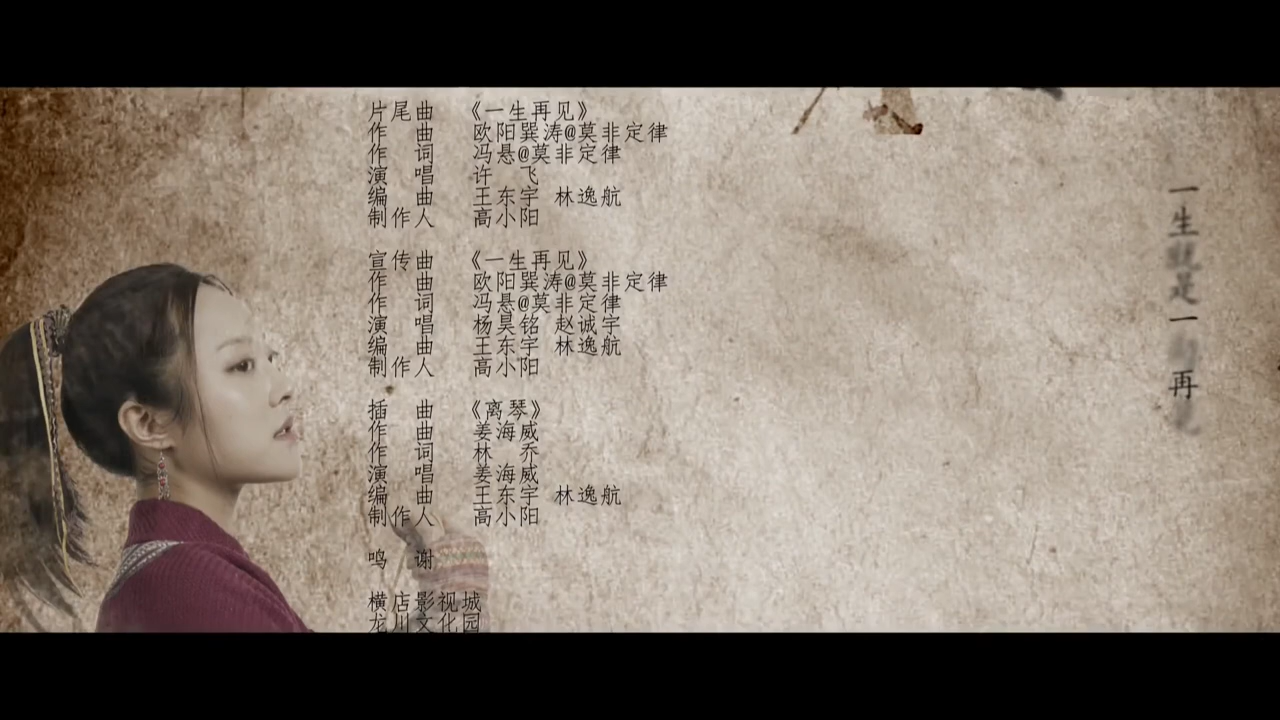 片尾曲 《一生再见》
作 曲 欧阳巽涛@莫非定律
作 词 冯悬@莫非定律
演 唱 许 飞
编 曲 王东宇 林逸航
制作人 高小阳
宣传曲 《一生再见》
作 曲 欧阳巽涛@莫非定律
作 词 冯悬@莫非定律
演 唱 杨昊铭 赵诚宇
编 曲 王东宇 林逸航
制作人 高小阳
插 曲 《离琴》
作 曲 姜海威
作 词 林 乔
演 唱 姜海威
编 曲 王东宇 林逸航
制作人 高小阳
鸣 谢
横店影视城
龙川文化园
一生就是一 再